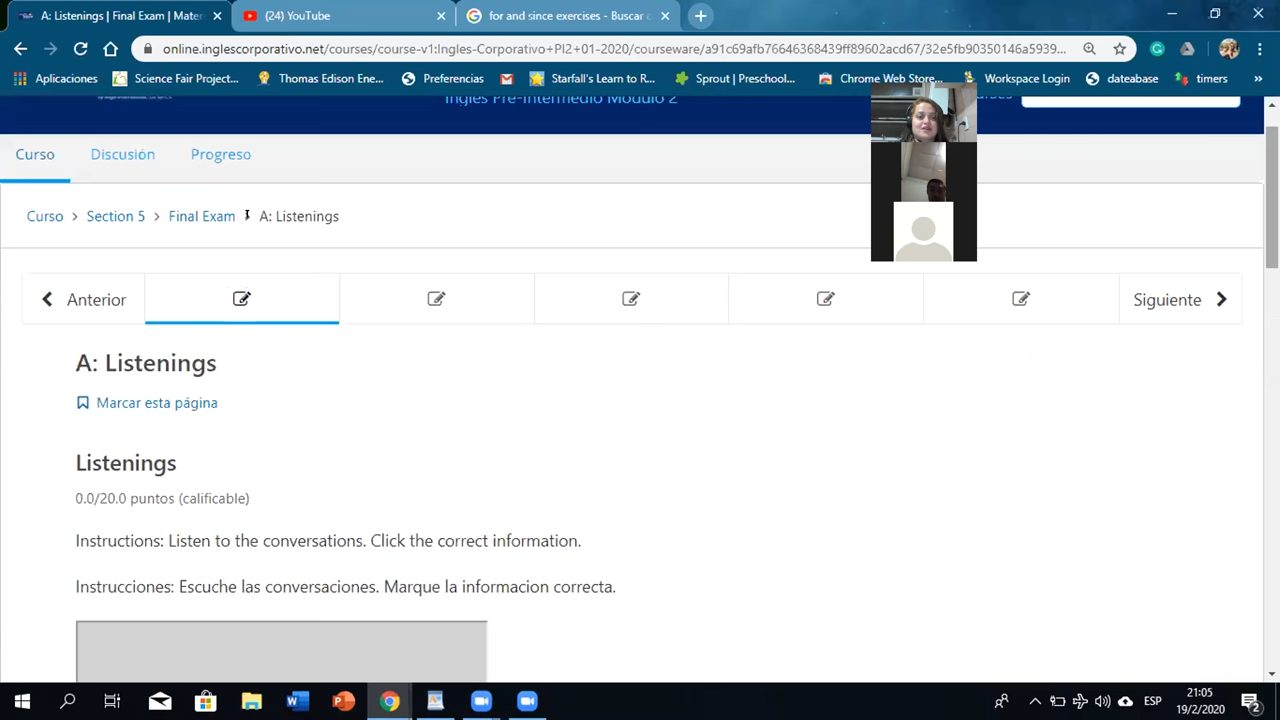 A: Listenings | Final Exam | Mater
(24) YouTube
for and since exercises - Buscar c
online.inglescorporativo.net/courses/course-v1:Ingles-Corporativo+PI2+01-2020/courseware/a91c69afb76646368439ff89602acd67/32e5fb90350146a5939...
Aplicaciones
Science Fair Project...
Thomas Edison Ene...
Preferencias
Starfall's Learn to R...
Sprout | Preschool...
Chrome Web Store...
Workspace Login
dateabase
timers
»
Ingles Pre-Intermedio Modulo 2
Curso
Discusión
Progreso
Curso > Section 5 > Final Exam A: Listenings
Anterior
Siguiente
A: Listenings
Marcar esta página
Listenings
0.0/20.0 puntos (calificable)
Instructions: Listen to the conversations. Click the correct information.
Instrucciones: Escuche las conversaciones. Marque la informacion correcta.
ESP
21:05
19/2/2020
2